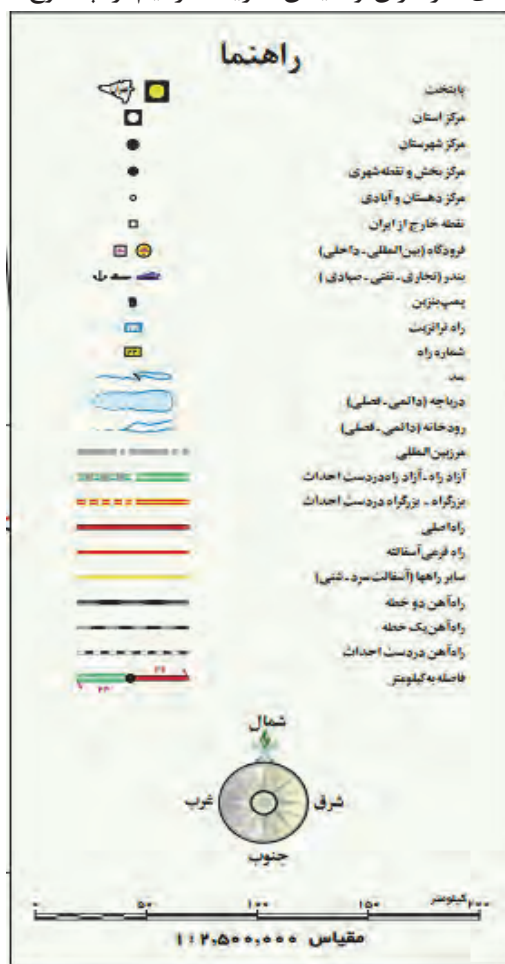 راهنما
پایتخت
مرکز استان
مرکز شهرستان
مرکز بخش و نقطه شهری
مرکز دهستان و آبادی
نقطه خارج از ایران
فرودگاه (بین‌المللی - داخلی)
بندر (تجاری - نفتی - صیادی)
پمپ بنزین
راه ترانزیت
شماره راه
سد
دریاچه (دائمی - فصلی)
رودخانه (دائمی - فصلی)
مرز بین‌المللی
آزاد راه - آزاد راه در دست احداث
بزرگراه - بزرگراه در دست احداث
راه اصلی
راه فرعی آسفالته
سایر راهها (آسفالت سرد - شنی)
راه‌آهن دو خطه
راه‌آهن یک خطه
راه‌آهن در دست احداث
فاصله به کیلومتر
شمال
شرق
غرب
جنوب
کیلومتر
۰ ۵۰ ۱۰۰ ۱۵۰ ۲۰۰
مقیاس ۱:۲,۵۰۰,۰۰۰